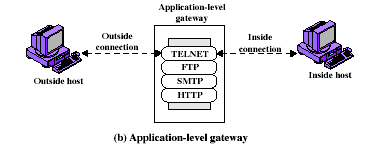 Application-level
gateway
Outside
connection
Inside
connection
TELNET
FTP
SMTP
HTTP
Outside host
Inside host
(b) Application-level gateway